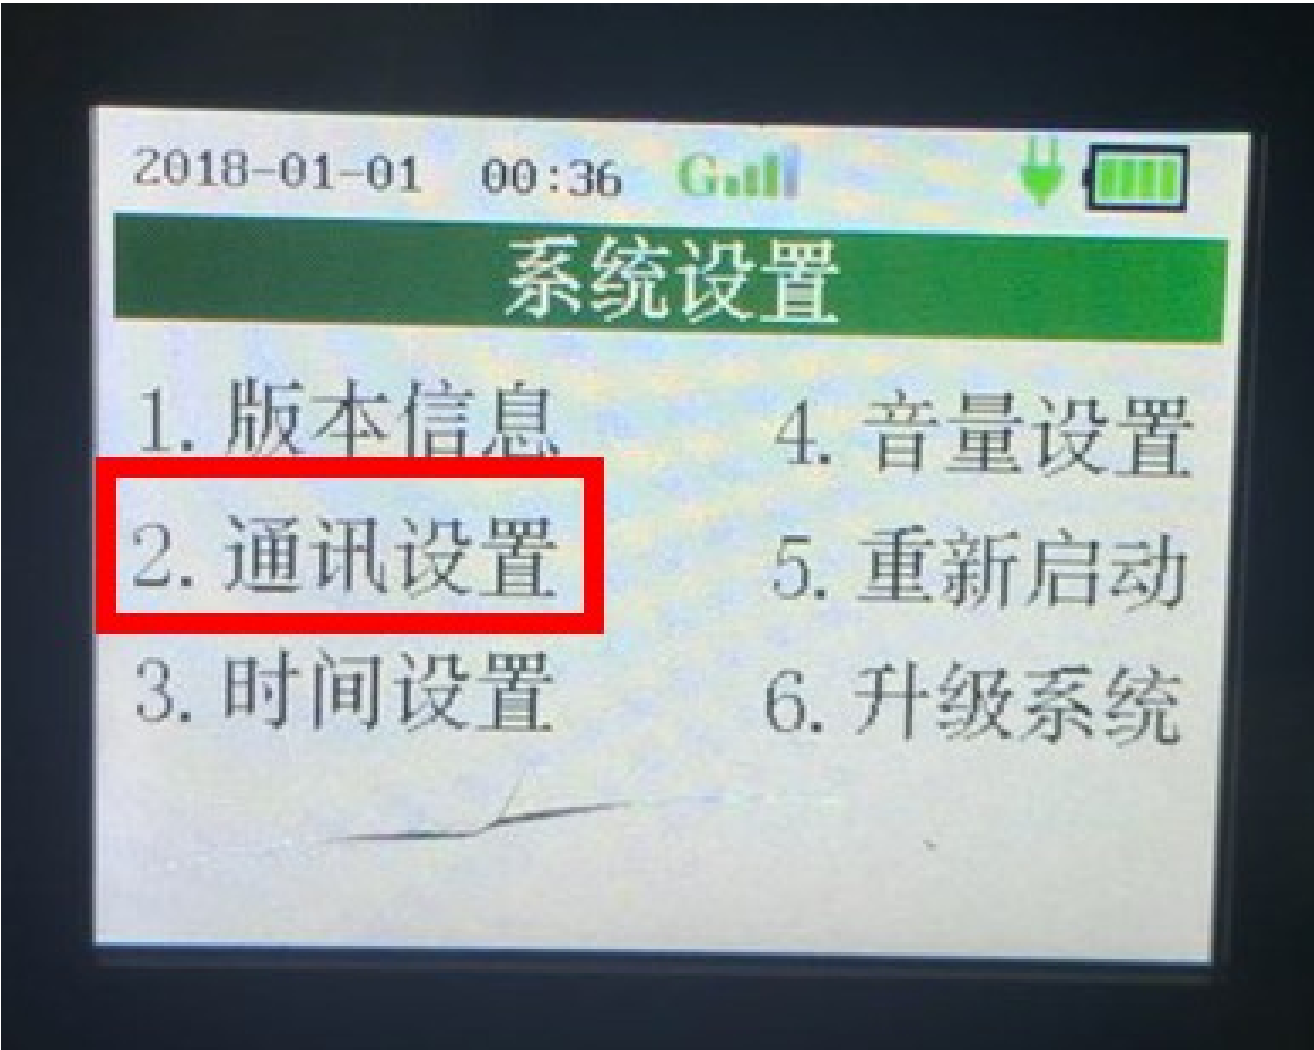 2018-01-01 00:36 G
系统设置
1. 版本信息
2. 通讯设置
3. 时间设置
4. 音量设置
5. 重新启动
6. 升级系统